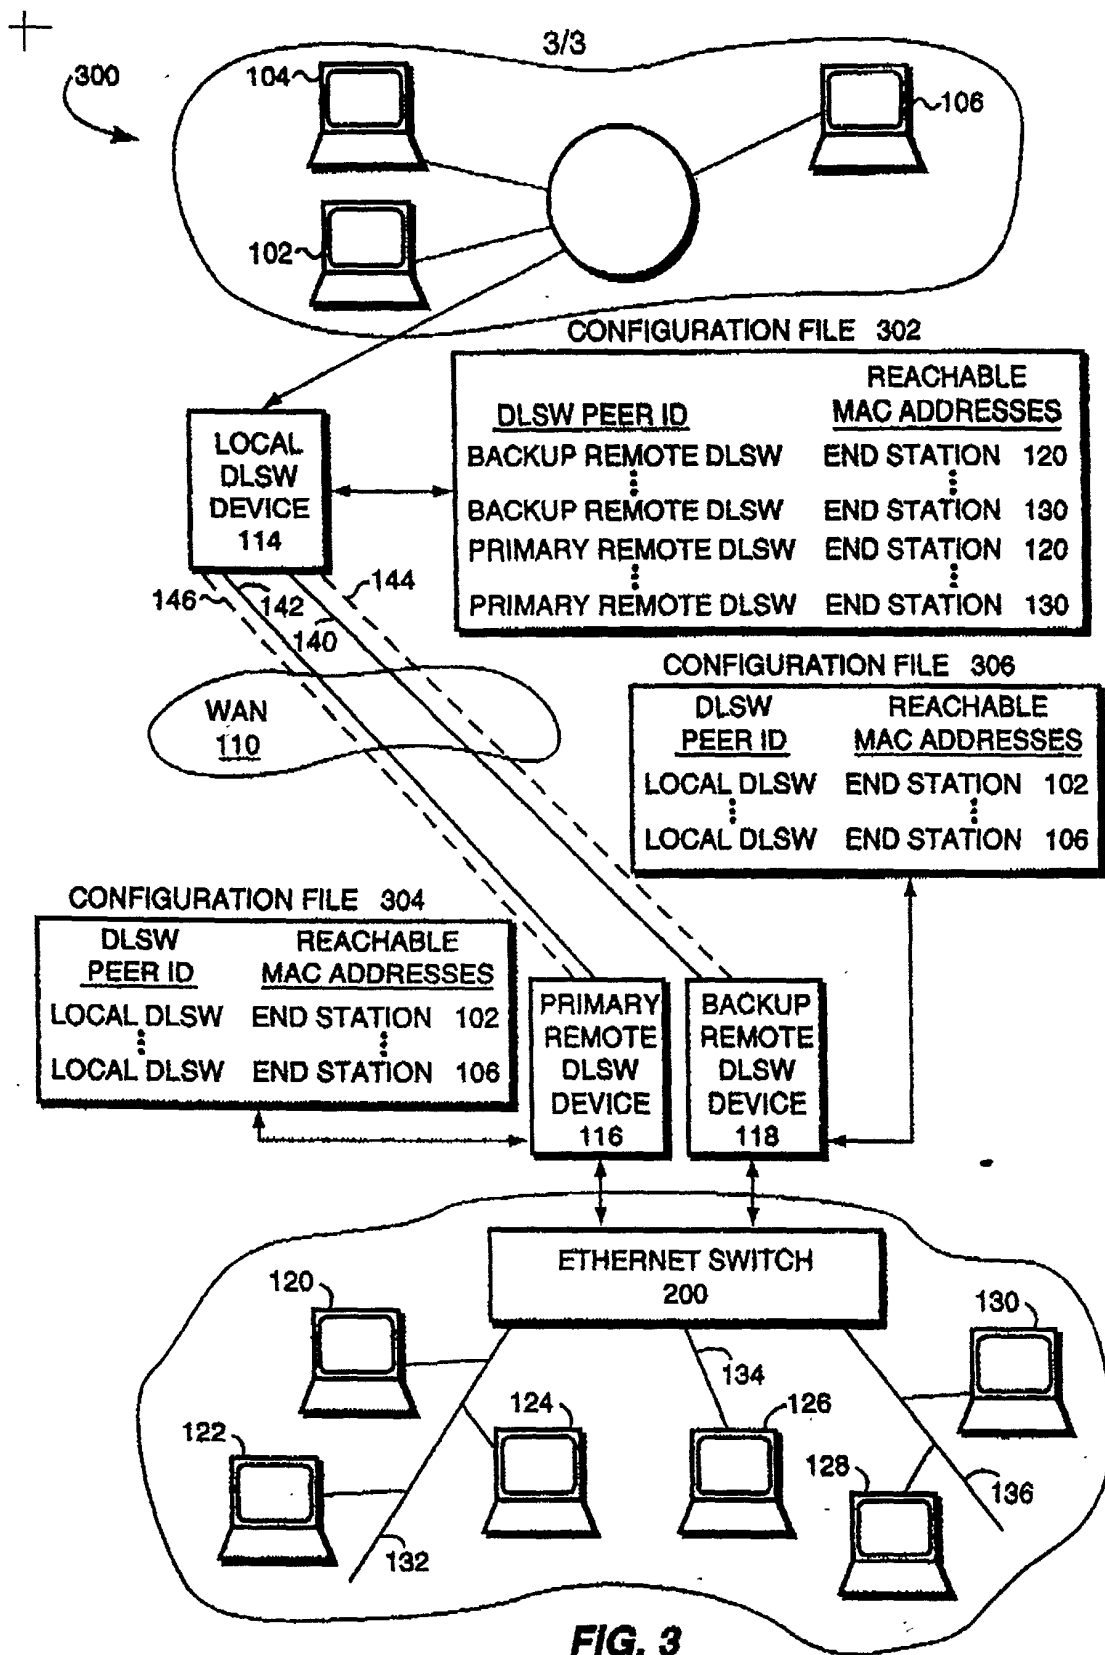 3/3
300
104
106
102
CONFIGURATION FILE 302
DLSW PEER ID REACHABLE MAC ADDRESSES
BACKUP REMOTE DLSW END STATION 120
BACKUP REMOTE DLSW END STATION 130
PRIMARY REMOTE DLSW END STATION 120
PRIMARY REMOTE DLSW END STATION 130
LOCAL
DLSW
DEVICE
114
146
142
140
144
WAN
110
CONFIGURATION FILE 306
DLSW REACHABLE
PEER ID MAC ADDRESSES
LOCAL DLSW END STATION 102
LOCAL DLSW END STATION 106
CONFIGURATION FILE 304
DLSW REACHABLE
PEER ID MAC ADDRESSES
LOCAL DLSW END STATION 102
LOCAL DLSW END STATION 106
PRIMARY
REMOTE
DLSW
DEVICE
116
BACKUP
REMOTE
DLSW
DEVICE
118
ETHERNET SWITCH
200
120
130
134
122
124
126
128
132
136
FIG. 3